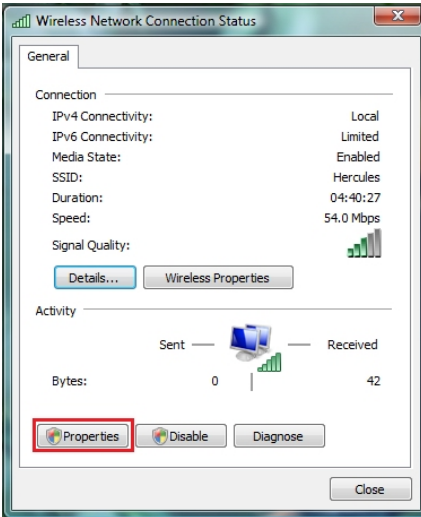 Wireless Network Connection Status
General
Connection
IPv4 Connectivity: Local
IPv6 Connectivity: Limited
Media State: Enabled
SSID: Hercules
Duration: 04:40:27
Speed: 54.0 Mbps
Signal Quality:
Details... Wireless Properties
Activity
Sent Received
Bytes: 0 42
Properties Disable Diagnose
Close